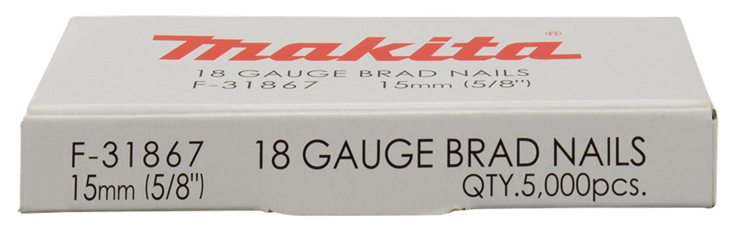 makita®
18 GAUGE BRAD NAILS
F-31867 15mm (5/8")
F-31867 18 GAUGE BRAD NAILS
15mm (5/8") QTY.5,000pcs.